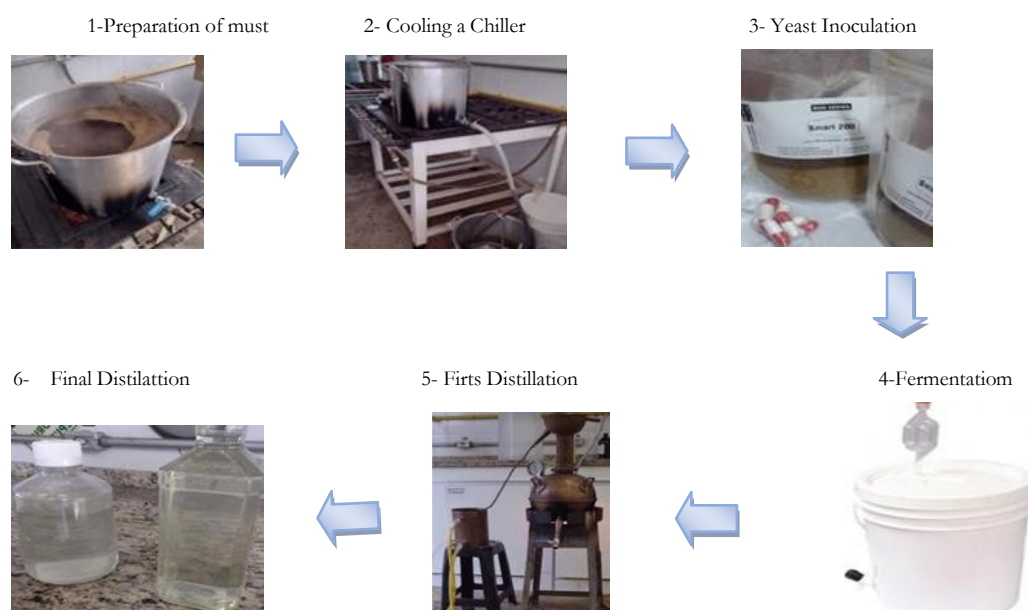 1-Preparation of must
2- Cooling a Chiller
3- Yeast Inoculation
Smart 200
4-Fermentatiom
5- Firts Distillation
6- Final Distilattion